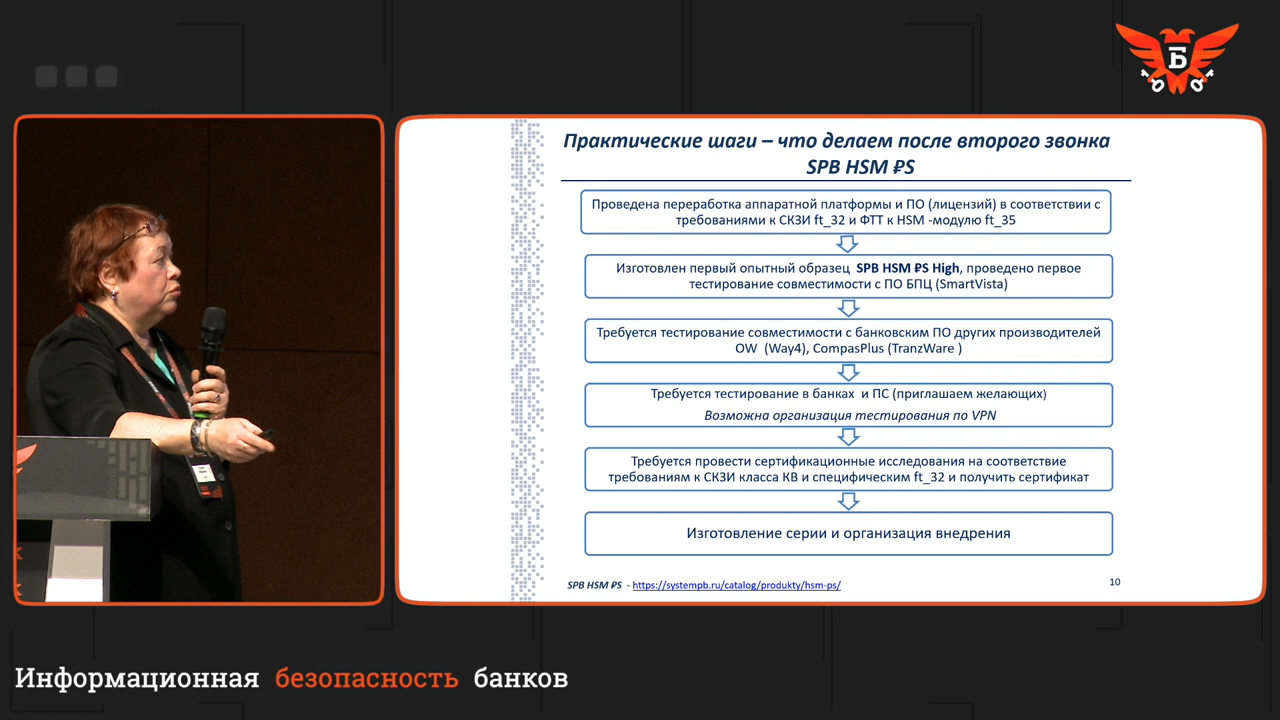 Б
Практические шаги – что делаем после второго звонка
SPB HSM ₽S
Проведена переработка аппаратной платформы и ПО (лицензий) в соответствии с
требованиями к СКЗИ ft_32 и ФТТ к HSM -модулю ft_35
Изготовлен первый опытный образец SPB HSM ₽S High, проведено первое
тестирование совместимости с ПО БПЦ (SmartVista)
Требуется тестирование совместимости с банковским ПО других производителей
OW (Way4), CompasPlus (TranzWare )
Требуется тестирование в банках и ПС (приглашаем желающих)
Возможна организация тестирования по VPN
Требуется провести сертификационные исследования на соответствие
требованиям к СКЗИ класса КВ и специфическим ft_32 и получить сертификат
Изготовление серии и организация внедрения
SPB HSM ₽S - https://systempb.ru/catalog/produkty/hsm-ps/
10
Информационная безопасность банков